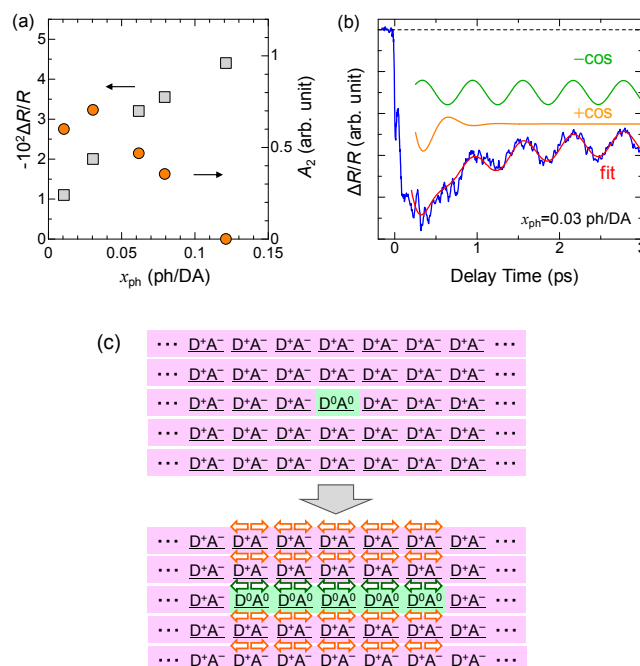 (a)
5
4
3
2
1
0
-10²ΔR/R
1
0.5
0
A₂ (arb. unit)
0
0.05
0.1
0.15
xₚₕ (ph/DA)
(b)
−cos
+cos
fit
xₚₕ=0.03 ph/DA
ΔR/R (arb. unit)
0
1
2
3
Delay Time (ps)
(c)
··· D⁺A⁻ D⁺A⁻ D⁺A⁻ D⁺A⁻ D⁺A⁻ D⁺A⁻ D⁺A⁻ ···
··· D⁺A⁻ D⁺A⁻ D⁺A⁻ D⁺A⁻ D⁺A⁻ D⁺A⁻ D⁺A⁻ ···
··· D⁺A⁻ D⁺A⁻ D⁺A⁻ D⁰A⁰ D⁺A⁻ D⁺A⁻ D⁺A⁻ ···
··· D⁺A⁻ D⁺A⁻ D⁺A⁻ D⁺A⁻ D⁺A⁻ D⁺A⁻ D⁺A⁻ ···
··· D⁺A⁻ D⁺A⁻ D⁺A⁻ D⁺A⁻ D⁺A⁻ D⁺A⁻ D⁺A⁻ ···
··· D⁺A⁻ D⁺A⁻ D⁺A⁻ D⁺A⁻ D⁺A⁻ D⁺A⁻ D⁺A⁻ ···
··· D⁺A⁻ D⁺A⁻ D⁺A⁻ D⁺A⁻ D⁺A⁻ D⁺A⁻ D⁺A⁻ ···
··· D⁺A⁻ D⁰A⁰ D⁰A⁰ D⁰A⁰ D⁰A⁰ D⁰A⁰ D⁺A⁻ ···
··· D⁺A⁻ D⁺A⁻ D⁺A⁻ D⁺A⁻ D⁺A⁻ D⁺A⁻ D⁺A⁻ ···
··· D⁺A⁻ D⁺A⁻ D⁺A⁻ D⁺A⁻ D⁺A⁻ D⁺A⁻ D⁺A⁻ ···